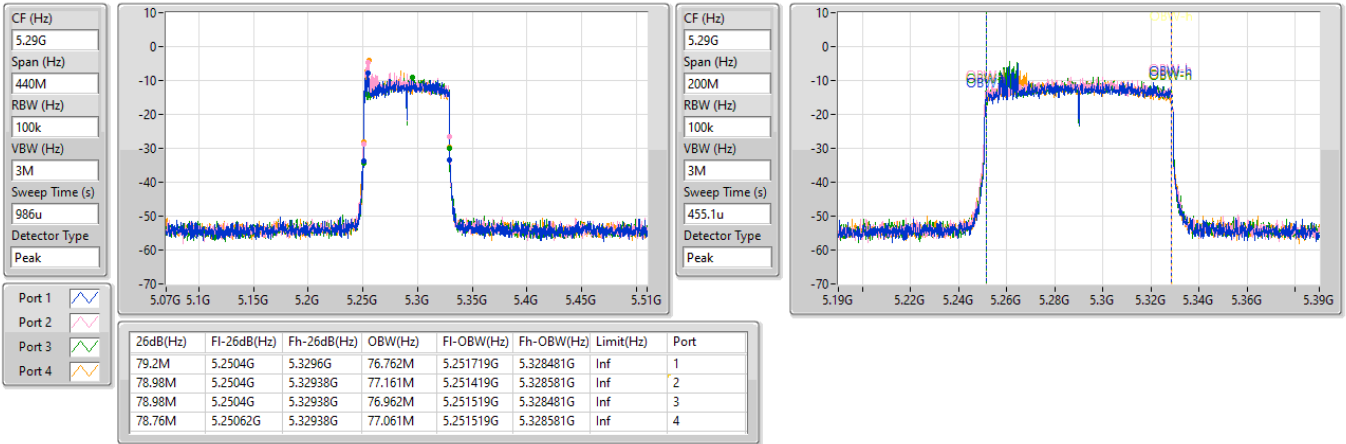 CF (Hz)
5.29G
Span (Hz)
440M
RBW (Hz)
100k
VBW (Hz)
3M
Sweep Time (s)
986u
Detector Type
Peak
Port 1
Port 2
Port 3
Port 4
10
0
-10
-20
-30
-40
-50
-60
-70
5.07G 5.1G 5.15G 5.2G 5.25G 5.3G 5.35G 5.4G 5.45G 5.51G
CF (Hz)
5.29G
Span (Hz)
200M
RBW (Hz)
100k
VBW (Hz)
3M
Sweep Time (s)
455.1u
Detector Type
Peak
10
0
-10
-20
-30
-40
-50
-60
-70
OBW-h
5.19G 5.22G 5.24G 5.26G 5.28G 5.3G 5.32G 5.34G 5.36G 5.39G
26dB(Hz) Fl-26dB(Hz) Fh-26dB(Hz) OBW(Hz) Fl-OBW(Hz) Fh-OBW(Hz) Limit(Hz) Port
79.2M 5.2504G 5.3296G 76.762M 5.251719G 5.328481G Inf 1
78.98M 5.2504G 5.32938G 77.161M 5.251419G 5.328581G Inf 2
78.98M 5.2504G 5.32938G 76.962M 5.251519G 5.328481G Inf 3
78.76M 5.25062G 5.32938G 77.061M 5.251519G 5.328581G Inf 4